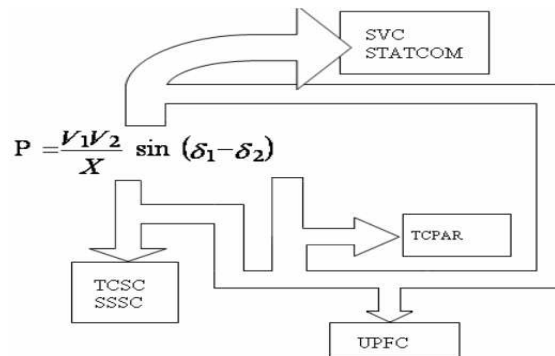 SVC
STATCOM
P = V₁V₂/X sin (δ₁−δ₂)
TCPAR
TCSC
SSSC
UPFC